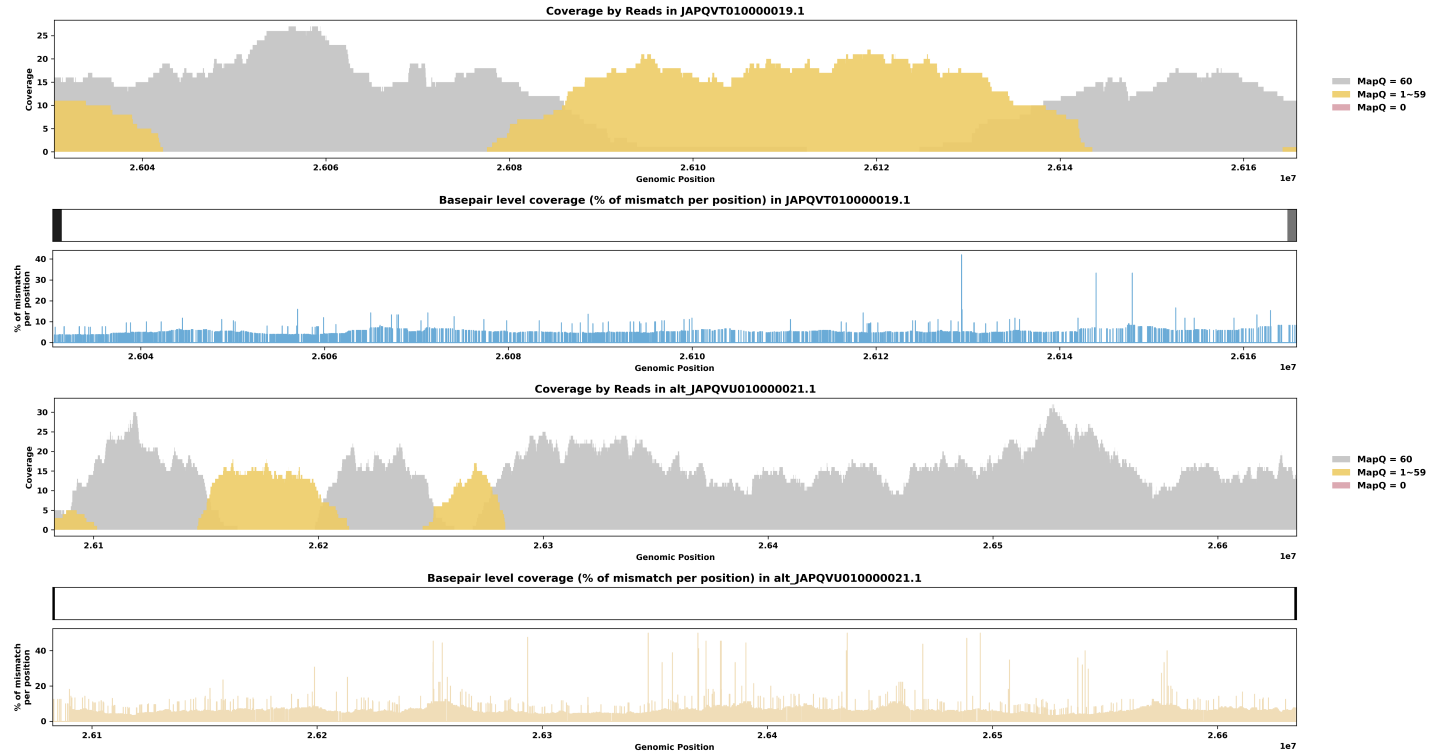 Coverage by Reads in JAPQVT010000019.1
25
20
15
10
5
0
Coverage
2.604 2.606 2.608 2.610 2.612 2.614 2.616
Genomic Position
1e7
MapQ = 60
MapQ = 1~59
MapQ = 0
Basepair level coverage (% of mismatch per position) in JAPQVT010000019.1
40
30
20
10
0
% of mismatch
per position
2.604 2.606 2.608 2.610 2.612 2.614 2.616
Genomic Position
1e7
Coverage by Reads in alt_JAPQVU010000021.1
30
25
20
15
10
5
0
Coverage
2.61 2.62 2.63 2.64 2.65 2.66
Genomic Position
1e7
MapQ = 60
MapQ = 1~59
MapQ = 0
Basepair level coverage (% of mismatch per position) in alt_JAPQVU010000021.1
40
20
0
% of mismatch
per position
2.61 2.62 2.63 2.64 2.65 2.66
Genomic Position
1e7